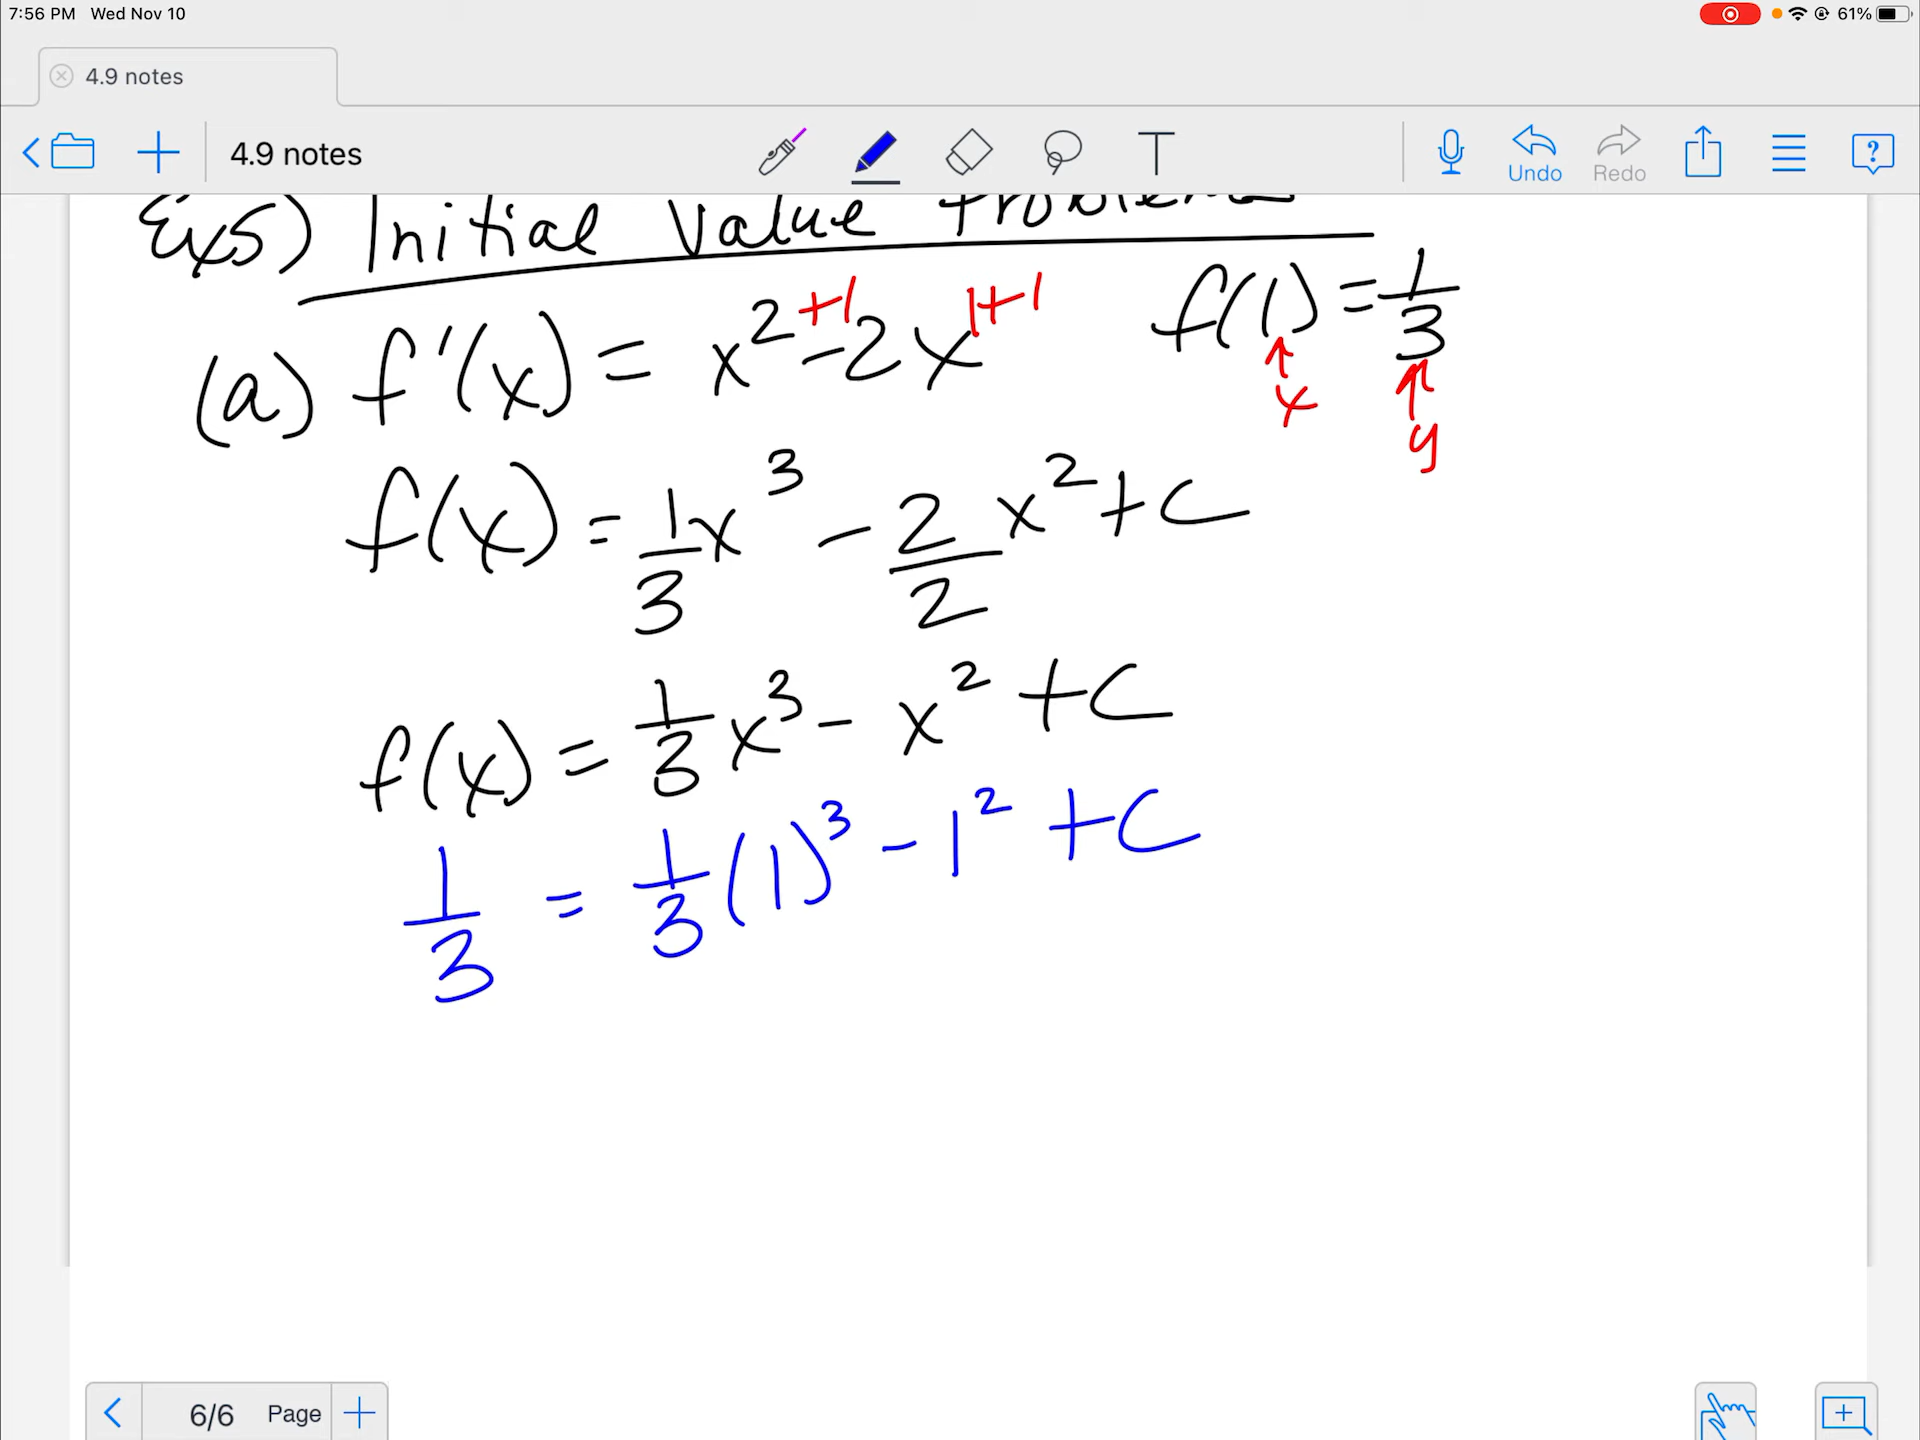 7:56 PM Wed Nov 10 61%
4.9 notes
4.9 notes T Undo Redo ?
Ex5) Initial Value Problems
(a) f'(x) = x^2+1 - 2x^1+1 f(1) = 1/3
x y
f(x) = 1/3 x^3 - 2/2 x^2 + C
f(x) = 1/3 x^3 - x^2 + C
1/3 = 1/3 (1)^3 - 1^2 + C
6/6 Page